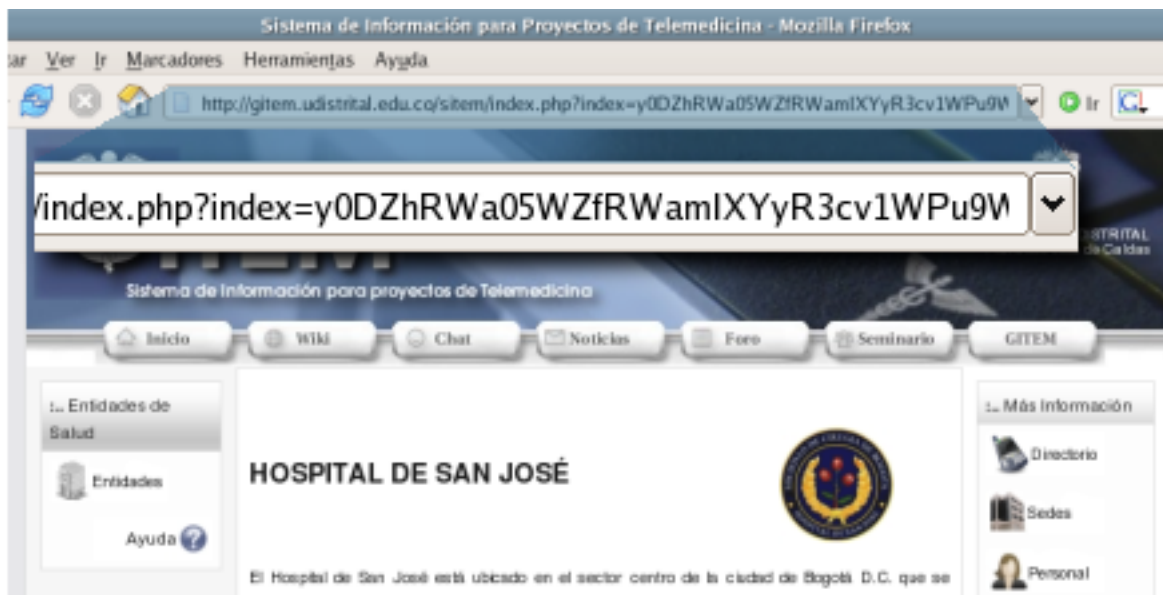 Sistema de Información para Proyectos de Telemedicina - Mozilla Firefox
Ver Ir Marcadores Herramientas Ayuda
http://gitem.udistrital.edu.co/sitem/index.php?index=y0DZhRWa05WZfRWamlXYyR3cv1WPu9W Ir
/index.php?index=y0DZhRWa05WZfRWamlXYyR3cv1WPu9W
Sistema de Información para proyectos de Telemedicina
Inicio Wiki Chat Noticias Foro Seminario GITEM
:.. Entidades de
Salud
Entidades
Ayuda
HOSPITAL DE SAN JOSÉ
El Hospital de San José está ubicado en el sector centro de la ciudad de Bogotá D.C. que se
:.. Más Información
Directorio
Sedes
Personal